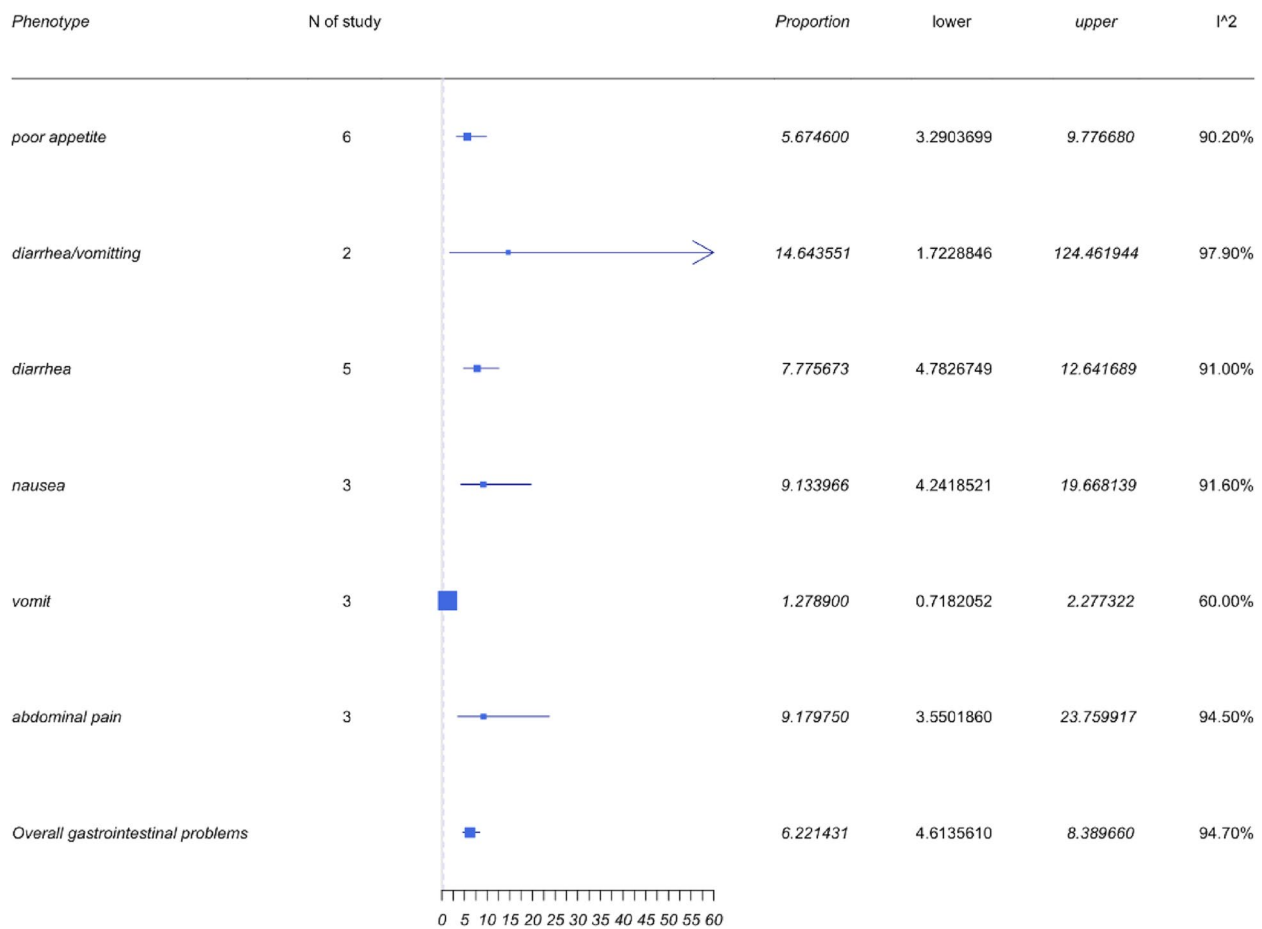 Phenotype N of study Proportion lower upper I^2
poor appetite 6 5.674600 3.2903699 9.776680 90.20%
diarrhea/vomitting 2 14.643551 1.7228846 124.461944 97.90%
diarrhea 5 7.775673 4.7826749 12.641689 91.00%
nausea 3 9.133966 4.2418521 19.668139 91.60%
vomit 3 1.278900 0.7182052 2.277322 60.00%
abdominal pain 3 9.179750 3.5501860 23.759917 94.50%
Overall gastrointestinal problems 6.221431 4.6135610 8.389660 94.70%
0 5 10 15 20 25 30 35 40 45 50 55 60